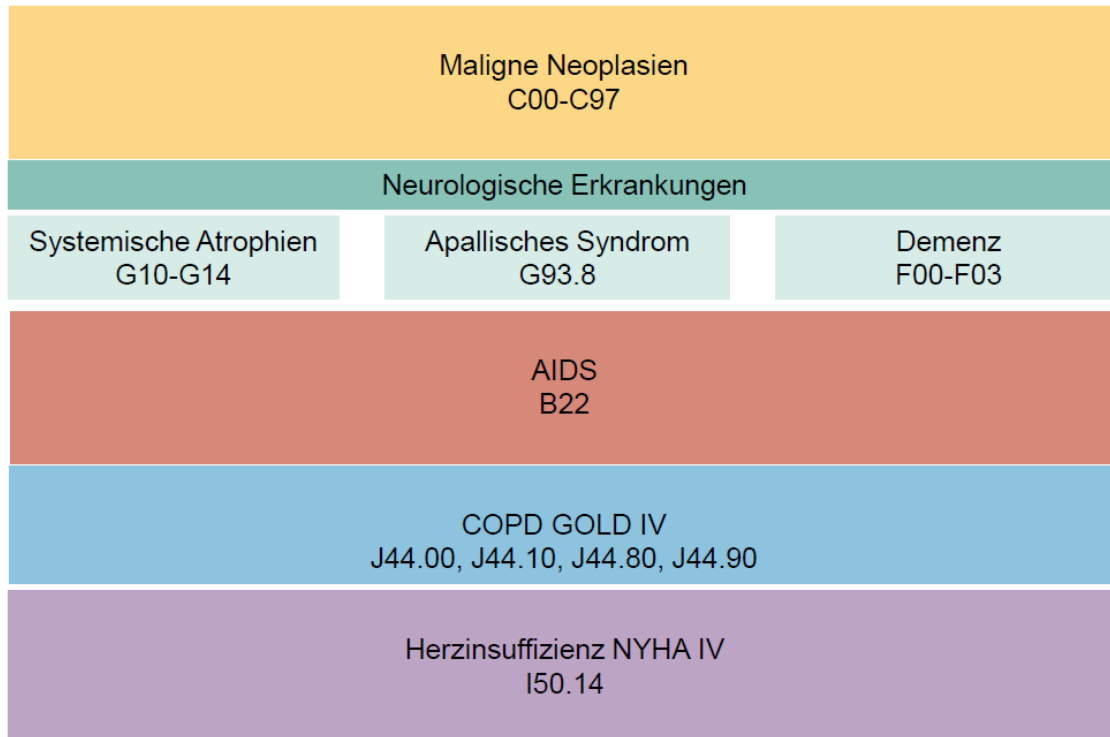 Maligne Neoplasien
C00-C97
Neurologische Erkrankungen
Systemische Atrophien
G10-G14
Apallisches Syndrom
G93.8
Demenz
F00-F03
AIDS
B22
COPD GOLD IV
J44.00, J44.10, J44.80, J44.90
Herzinsuffizienz NYHA IV
I50.14